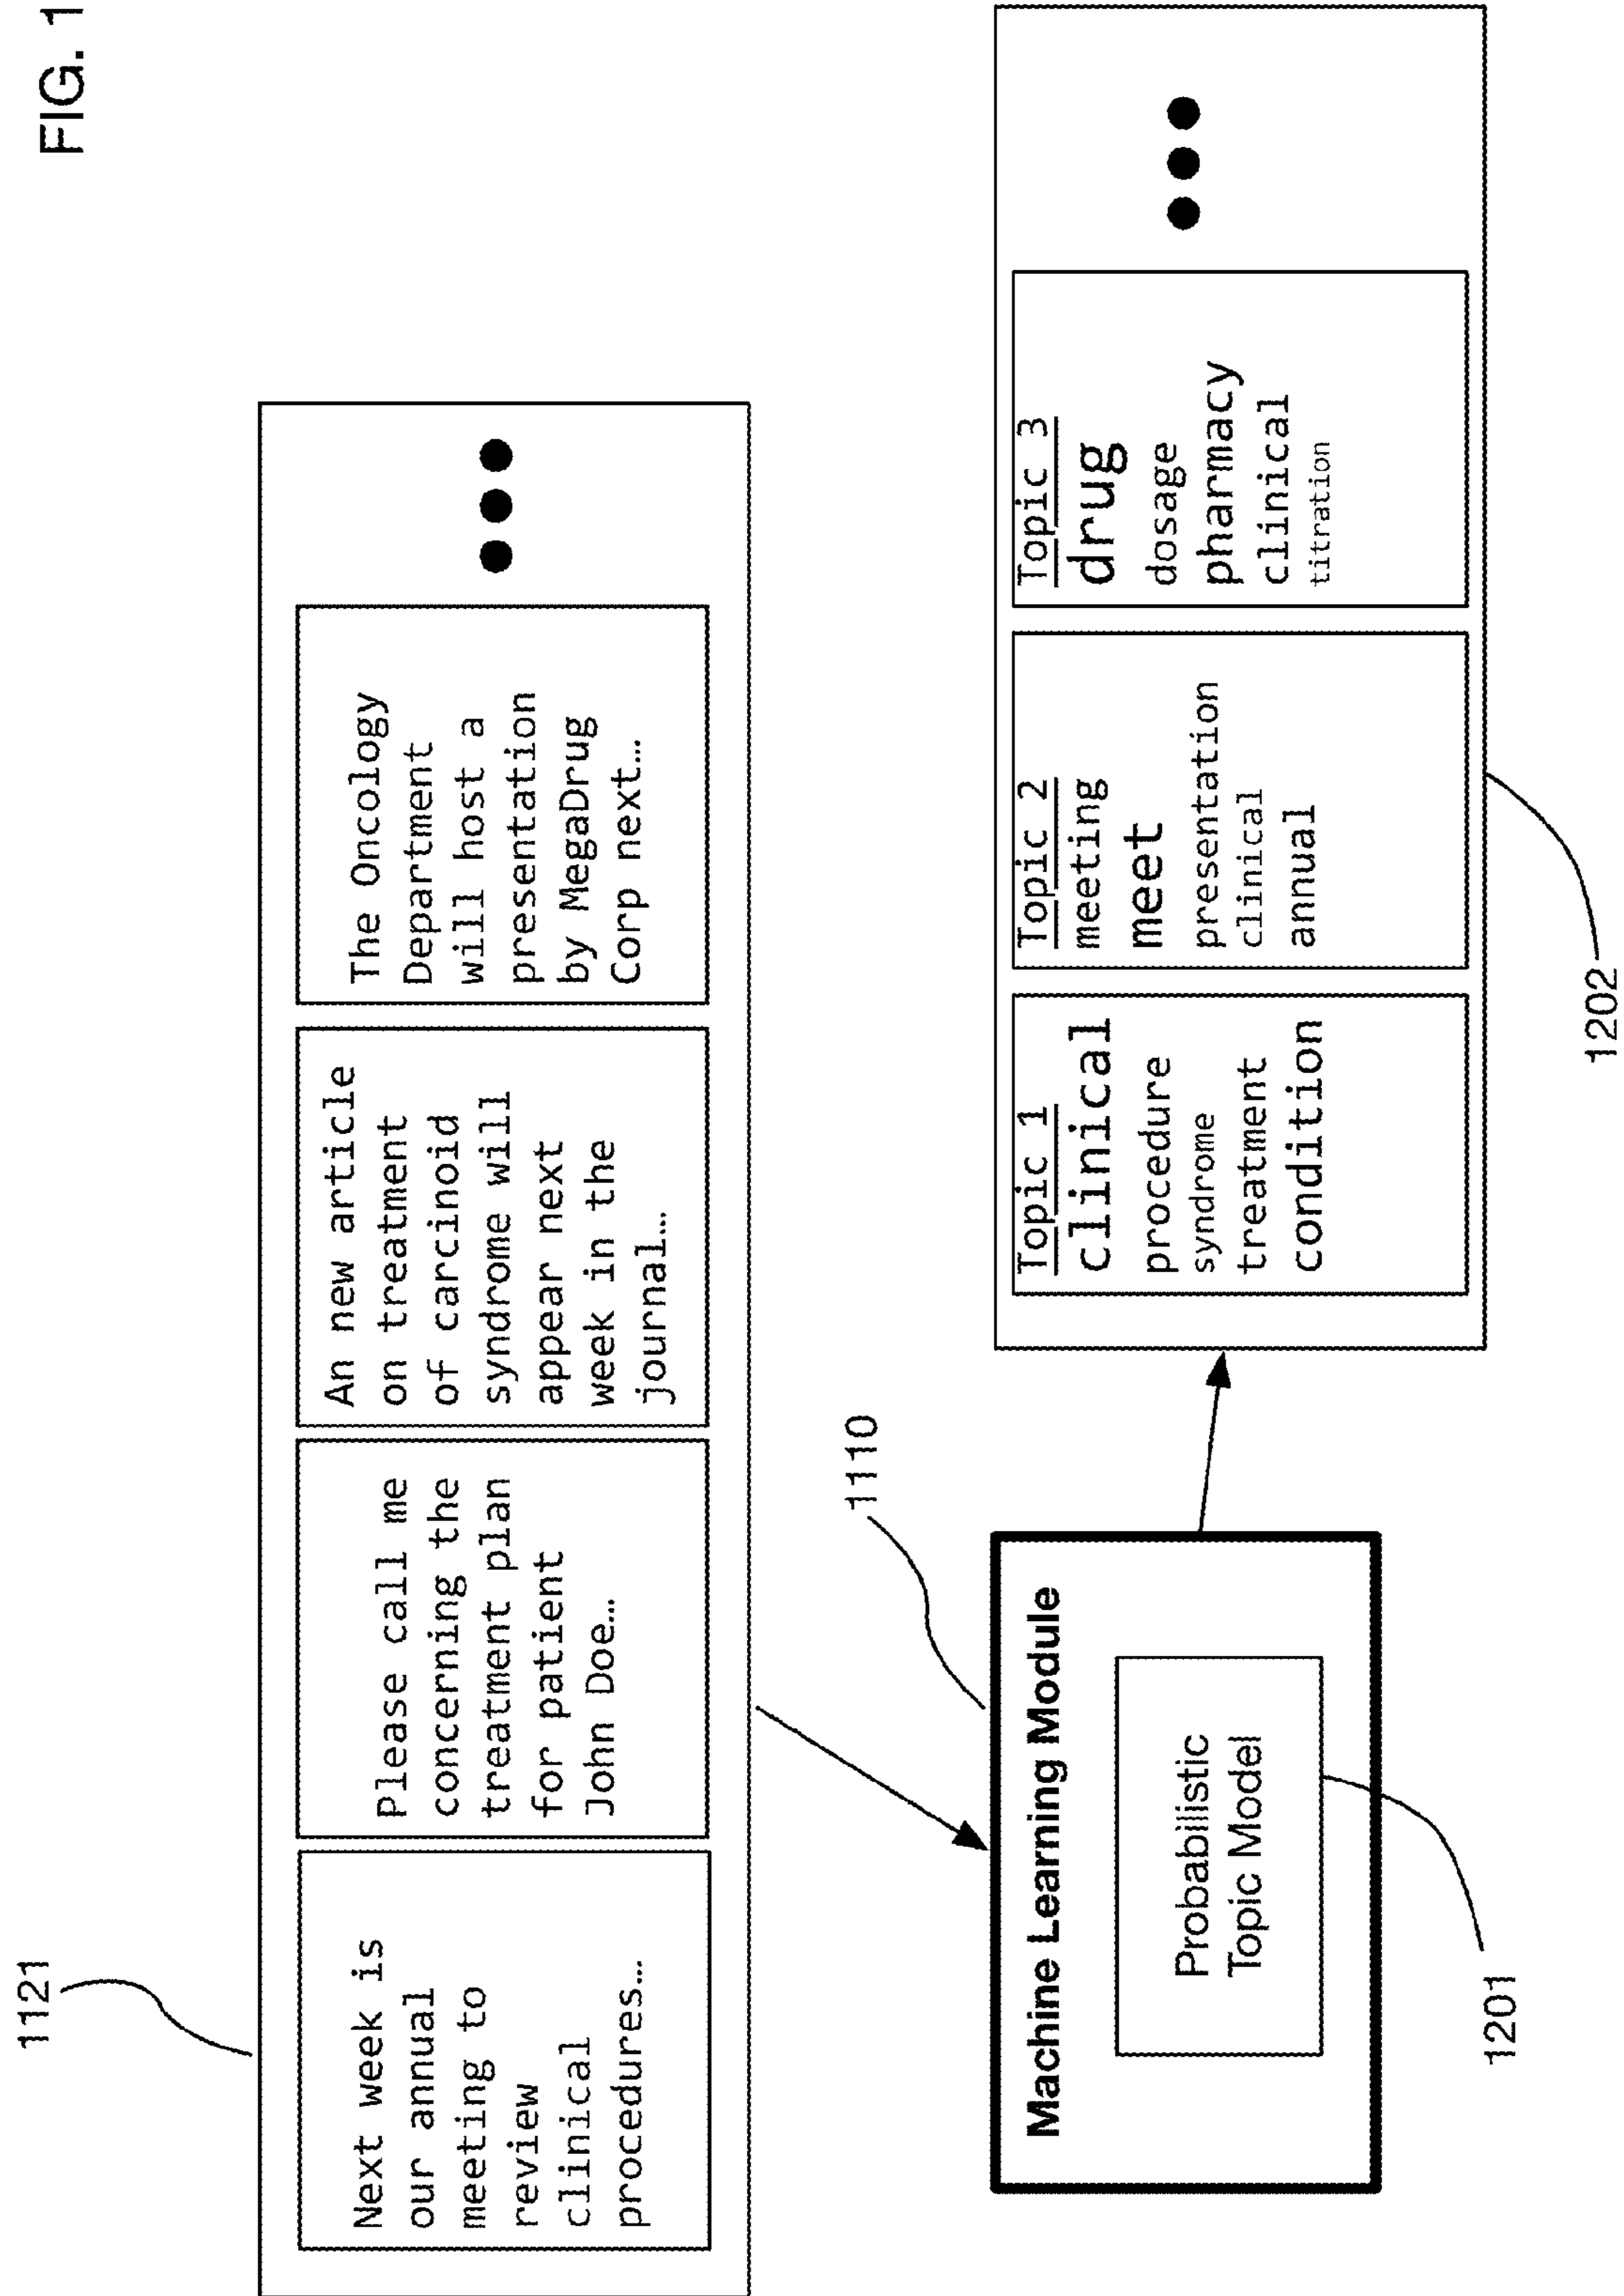 FIG. 1
1121
Next week is
our annual
meeting to
review
clinical
procedures…
Please call me
concerning the
treatment plan
for patient
John Doe…
An new article
on treatment
of carcinoid
syndrome will
appear next
week in the
journal…
The Oncology
Department
will host a
presentation
by MegaDrug
Corp next…
1110
Machine Learning Module
Probabilistic
Topic Model
1201
Topic 1
clinical
procedure
syndrome
treatment
condition
Topic 2
meeting
meet
presentation
clinical
annual
Topic 3
drug
dosage
pharmacy
clinical
titration
1202